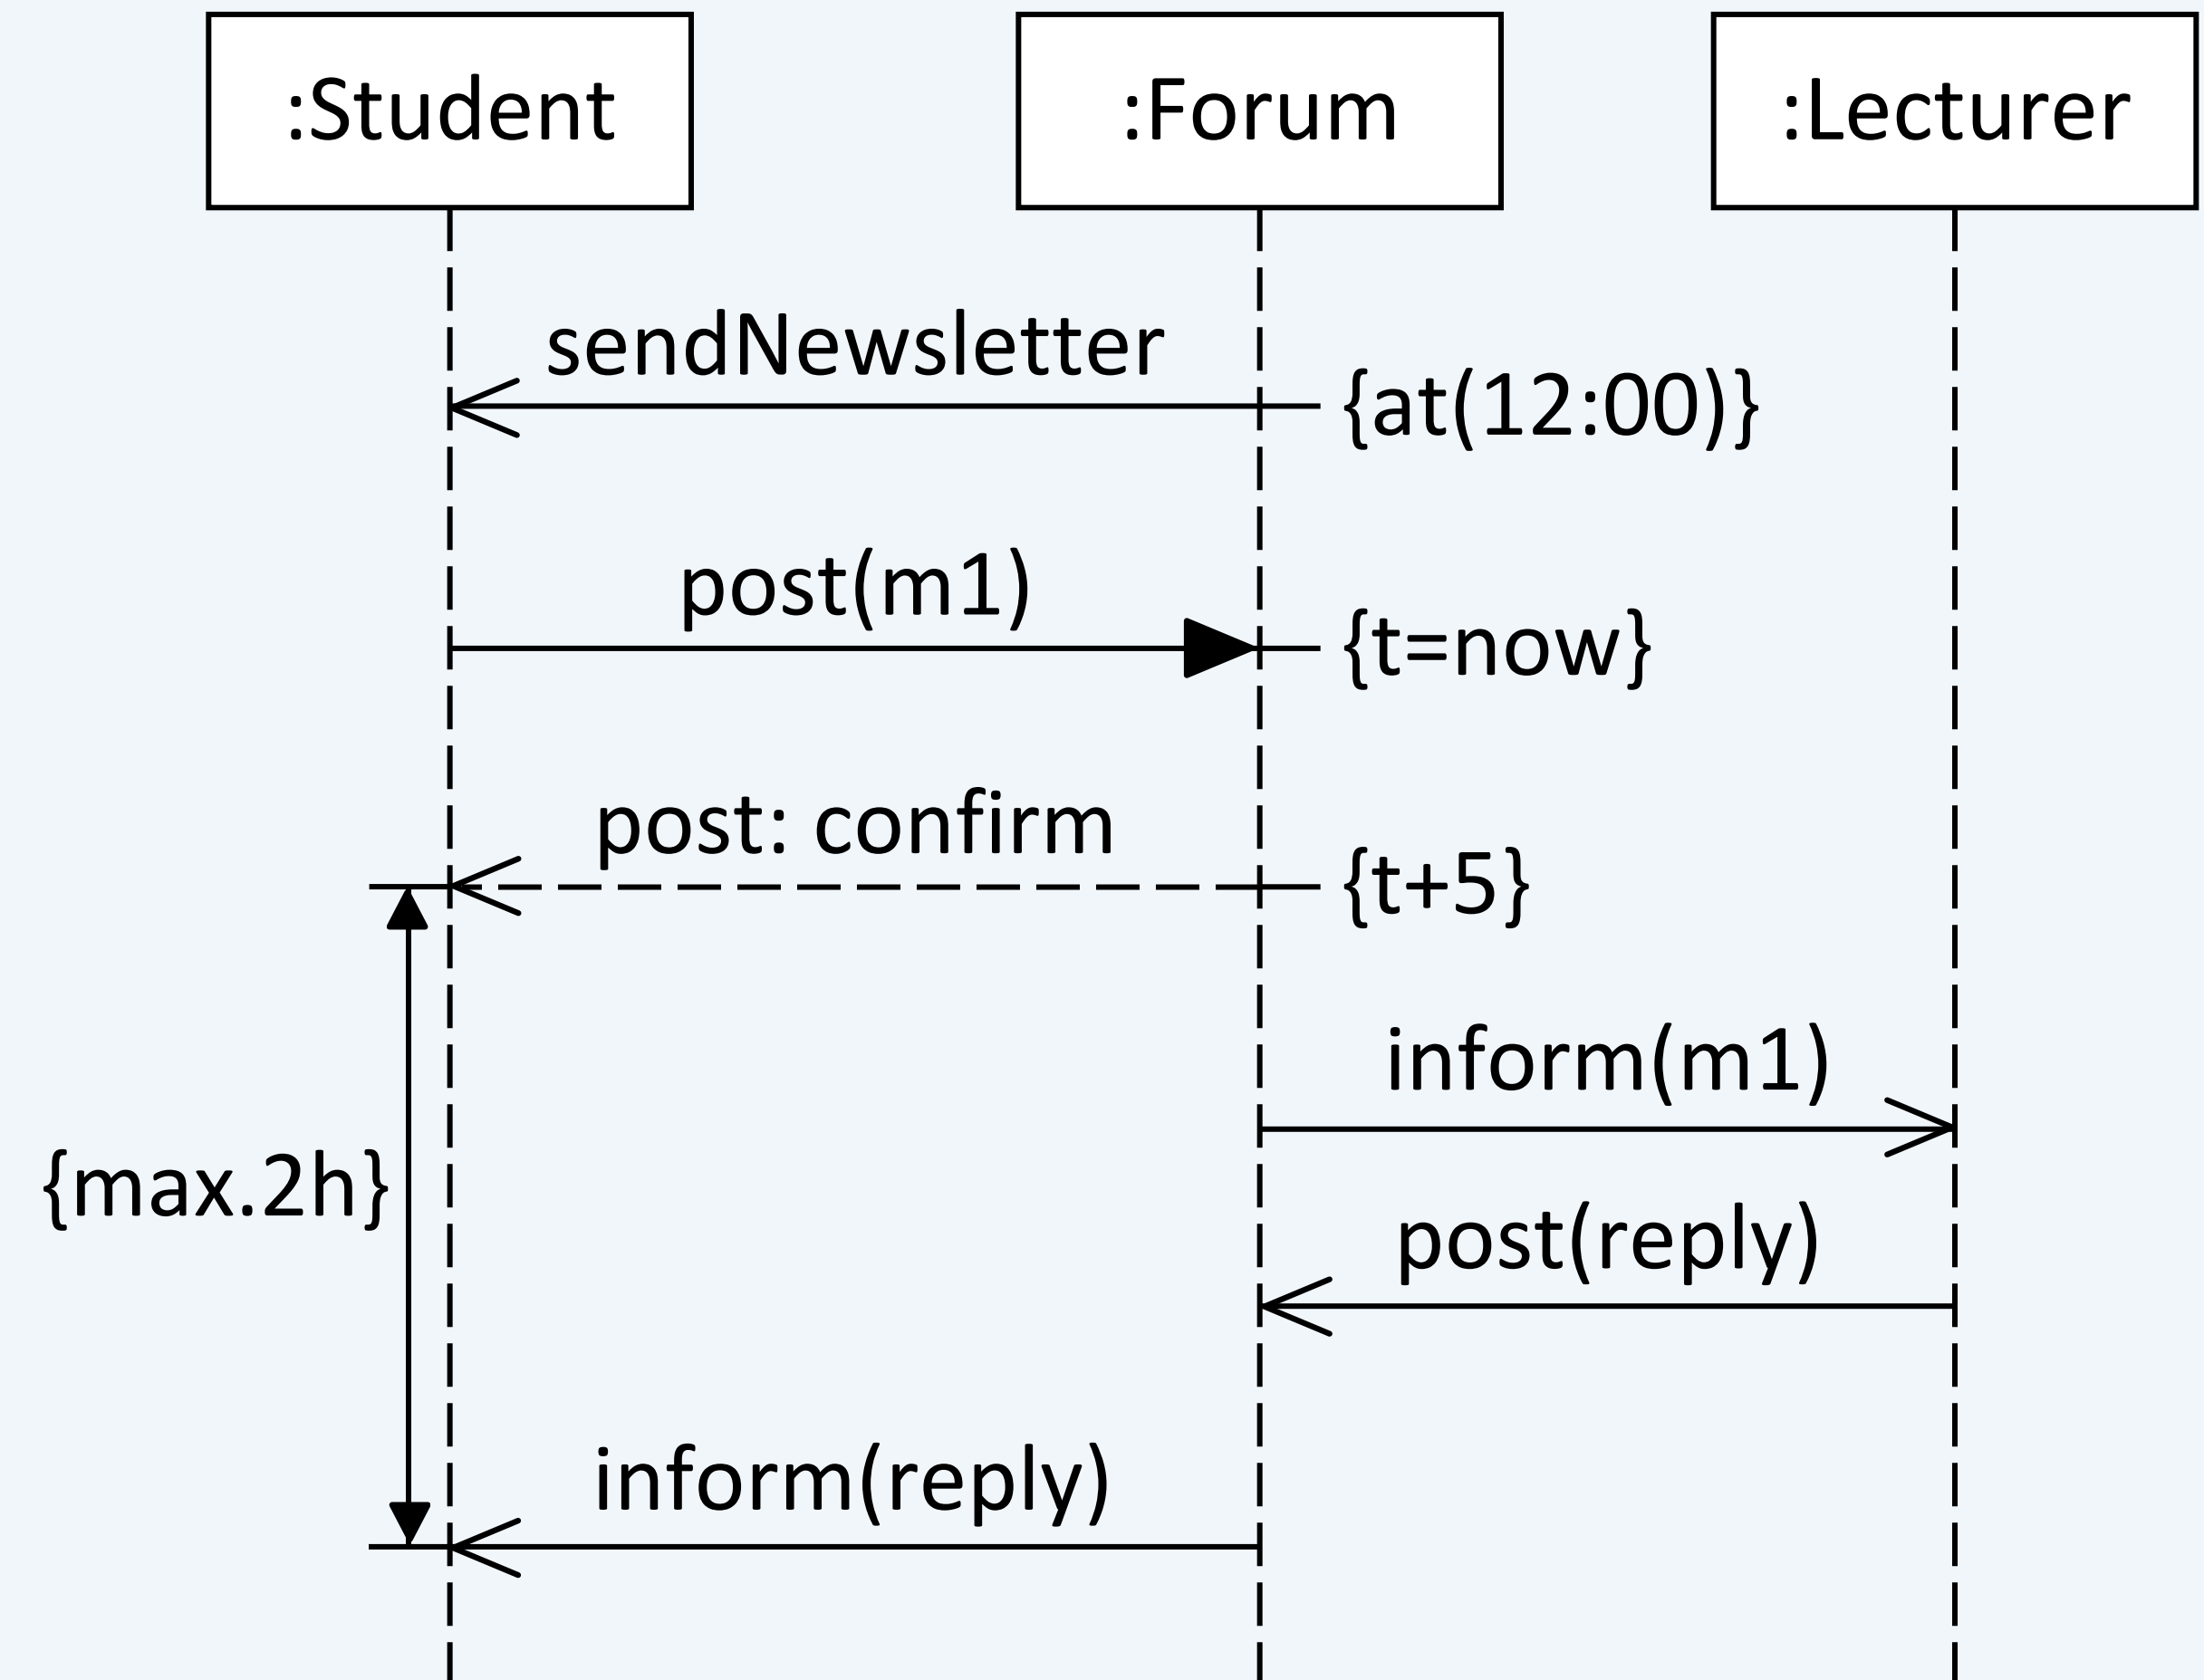 :Student
:Forum
:Lecturer
sendNewsletter
{at(12:00)}
post(m1)
{t=now}
post: confirm
{t+5}
inform(m1)
{max.2h}
post(reply)
inform(reply)